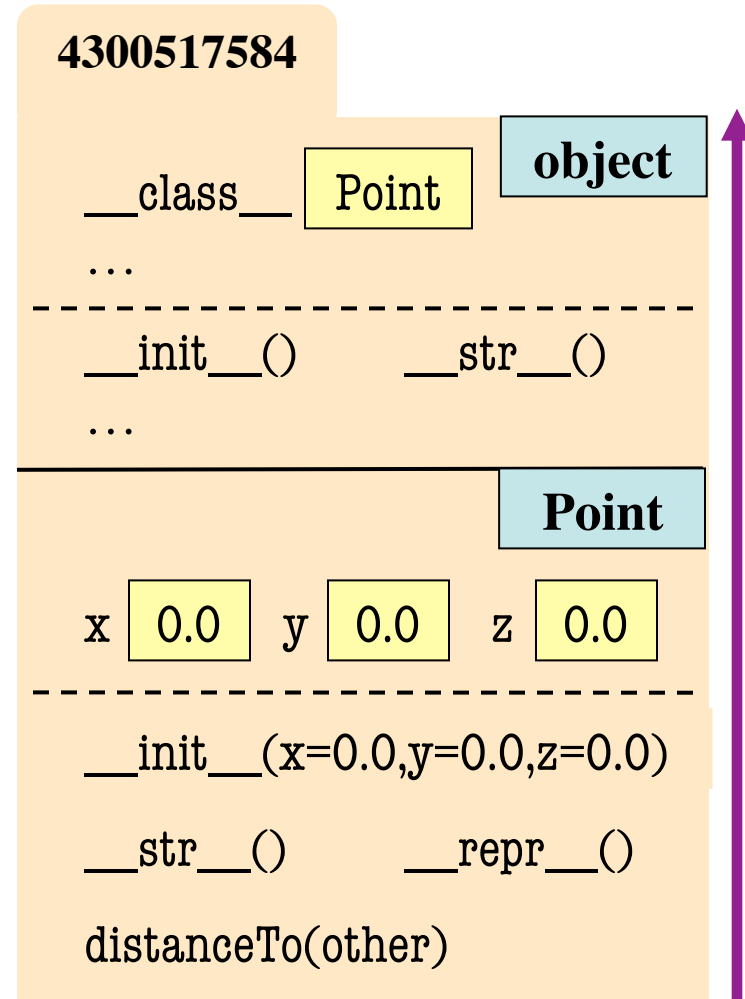 4300517584
object
__class__ Point
...
__init__() __str__()
...
Point
x 0.0 y 0.0 z 0.0
__init__(x=0.0,y=0.0,z=0.0)
__str__() __repr__()
distanceTo(other)